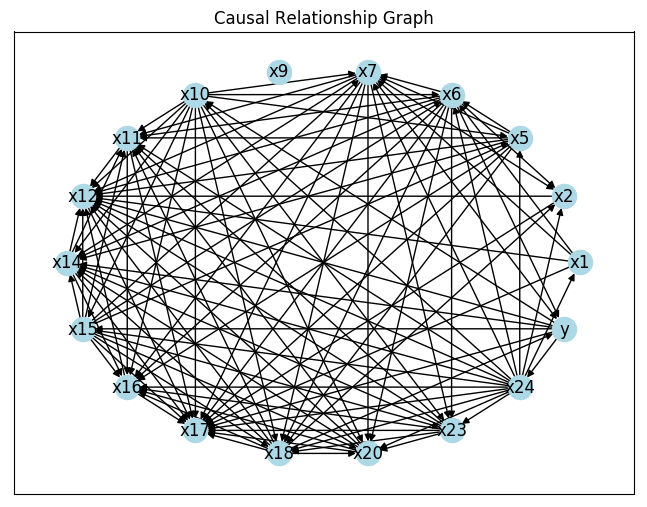 Causal Relationship Graph
x9 x7
x10 x6
x11 x5
x12 x2
x14 x1
x15 y
x16 x24
x17 x23
x18 x20